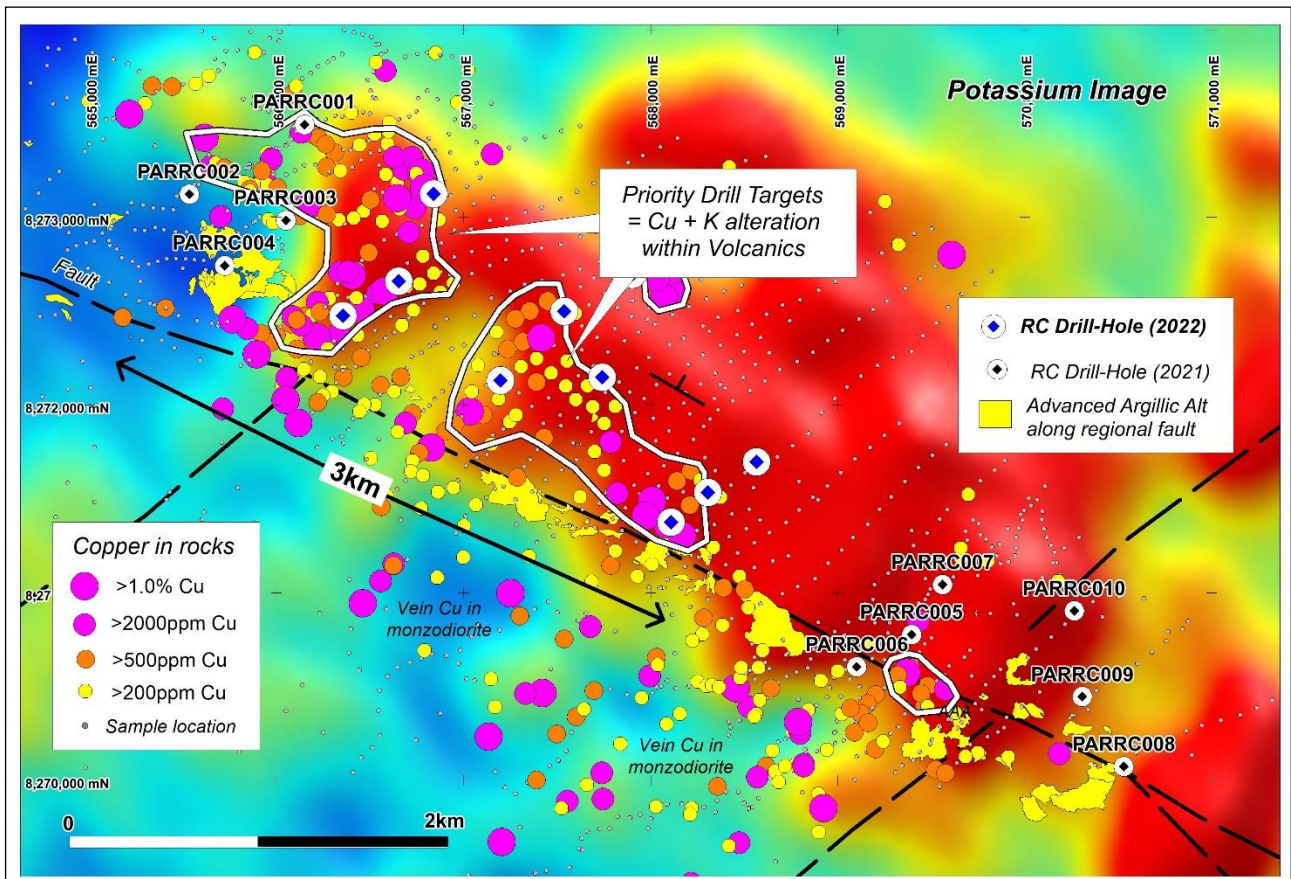 565,000 mE
566,000 mE
567,000 mE
568,000 mE
569,000 mE
570,000 mE
571,000 mE
Potassium Image
PARRC001
PARRC002
PARRC003
PARRC004
8,273,000 mN
Fault
Priority Drill Targets
= Cu + K alteration
within Volcanics
RC Drill-Hole (2022)
RC Drill-Hole (2021)
Advanced Argillic Alt
along regional fault
8,272,000 mN
3km
Copper in rocks
>1.0% Cu
>2000ppm Cu
>500ppm Cu
>200ppm Cu
Sample location
8,27
Vein Cu in
monzodiorite
PARRC007
PARRC005
PARRC006
PARRC010
PARRC009
AAA
PARRC008
Vein Cu in
monzodiorite
8,270,000 mN
0
2km